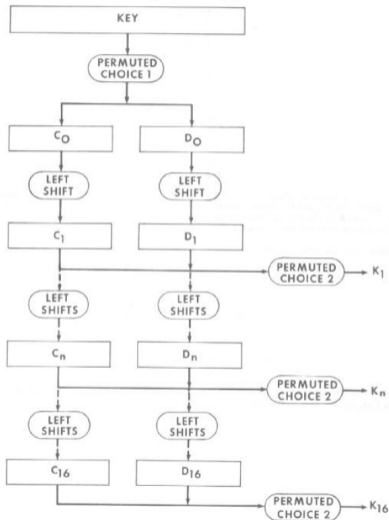 KEY
PERMUTED
CHOICE 1
C0 D0
LEFT LEFT
SHIFT SHIFT
C1 D1
PERMUTED
CHOICE 2 K1
LEFT LEFT
SHIFTS SHIFTS
Cn Dn
PERMUTED
CHOICE 2 Kn
LEFT LEFT
SHIFTS SHIFTS
C16 D16
PERMUTED
CHOICE 2 K16